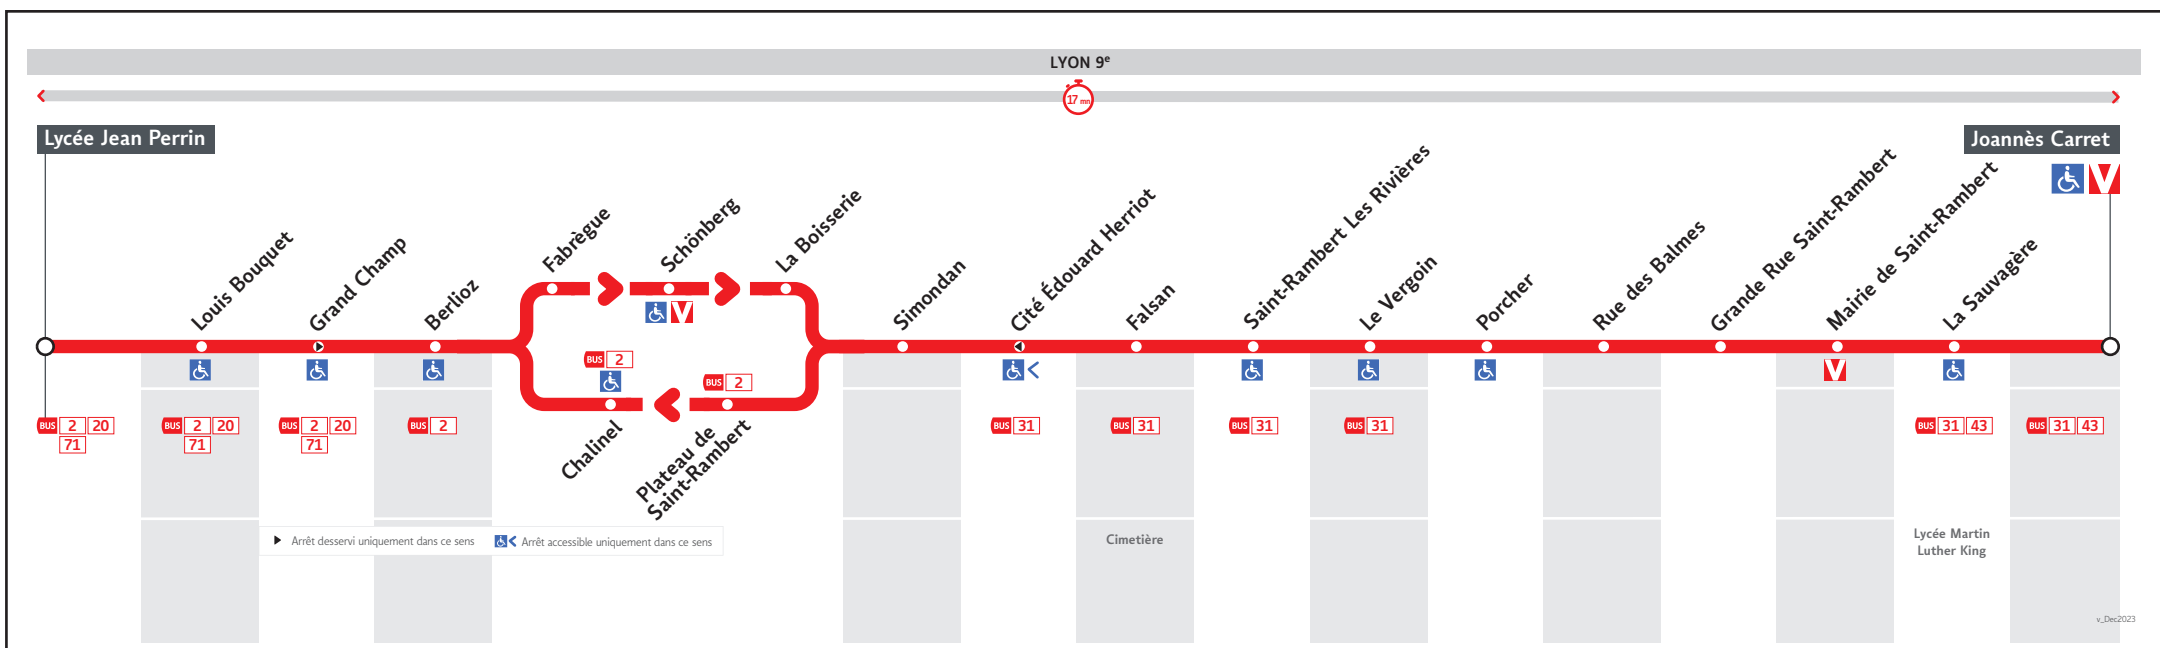 LYON 9e
17 mn
Lycée Jean Perrin
Joannès Carret
V
Louis Bouquet
Grand Champ
Berlioz
Fabrègue
Schönberg
La Boisserie
Simondan
Cité Édouard Herriot
Falsan
Saint-Rambert Les Rivières
Le Vergoin
Porcher
Rue des Balmes
Grande Rue Saint-Rambert
Mairie de Saint-Rambert
La Sauvagère
V
V
BUS 2
BUS 2
Chalinel
Plateau de
Saint-Rambert
BUS 2 20
71
BUS 2 20
71
BUS 2 20
71
BUS 2
BUS 31
BUS 31
BUS 31
BUS 31
BUS 31 43
BUS 31 43
Arrêt desservi uniquement dans ce sens
Arrêt accessible uniquement dans ce sens
Cimetière
Lycée Martin
Luther King
v_Dec2023